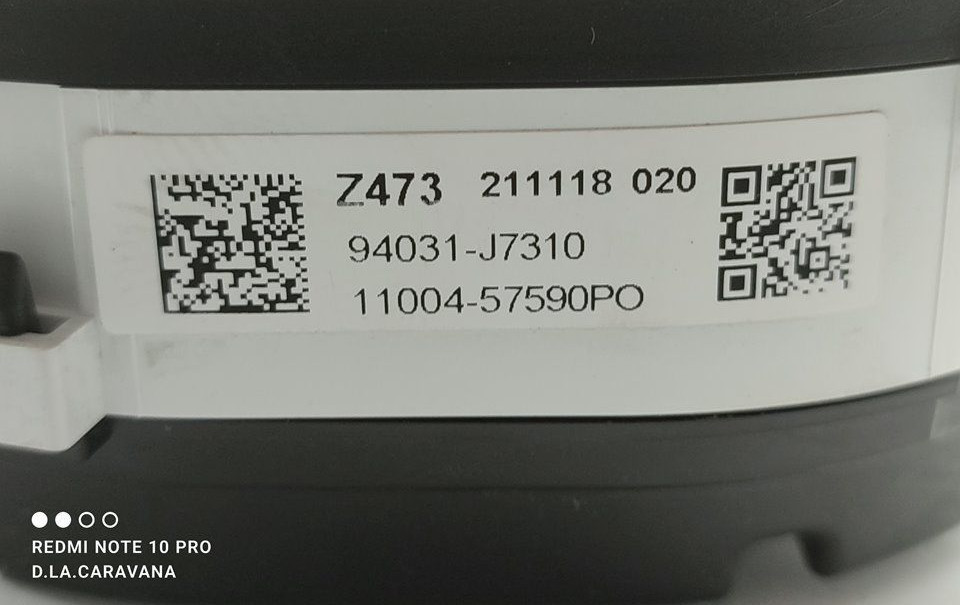 Z473 211118 020
94031-J7310
11004-57590PO
REDMI NOTE 10 PRO
D.LA.CARAVANA